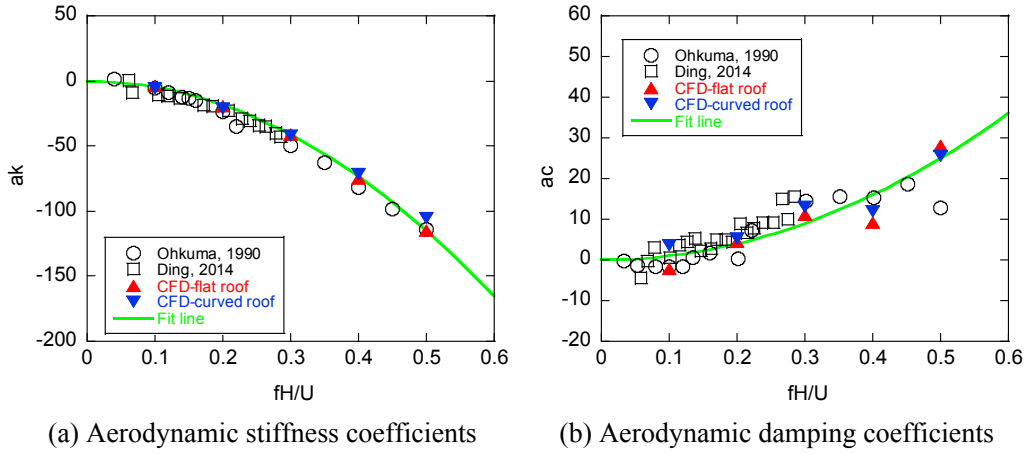 50
0
-50
-100
-150
-200
ak
Ohkuma, 1990
Ding, 2014
CFD-flat roof
CFD-curved roof
Fit line
0 0.1 0.2 0.3 0.4 0.5 0.6
fH/U
(a) Aerodynamic stiffness coefficients
60
50
40
30
20
10
0
-10
-20
ac
Ohkuma, 1990
Ding, 2014
CFD-flat roof
CFD-curved roof
Fit line
0 0.1 0.2 0.3 0.4 0.5 0.6
fH/U
(b) Aerodynamic damping coefficients